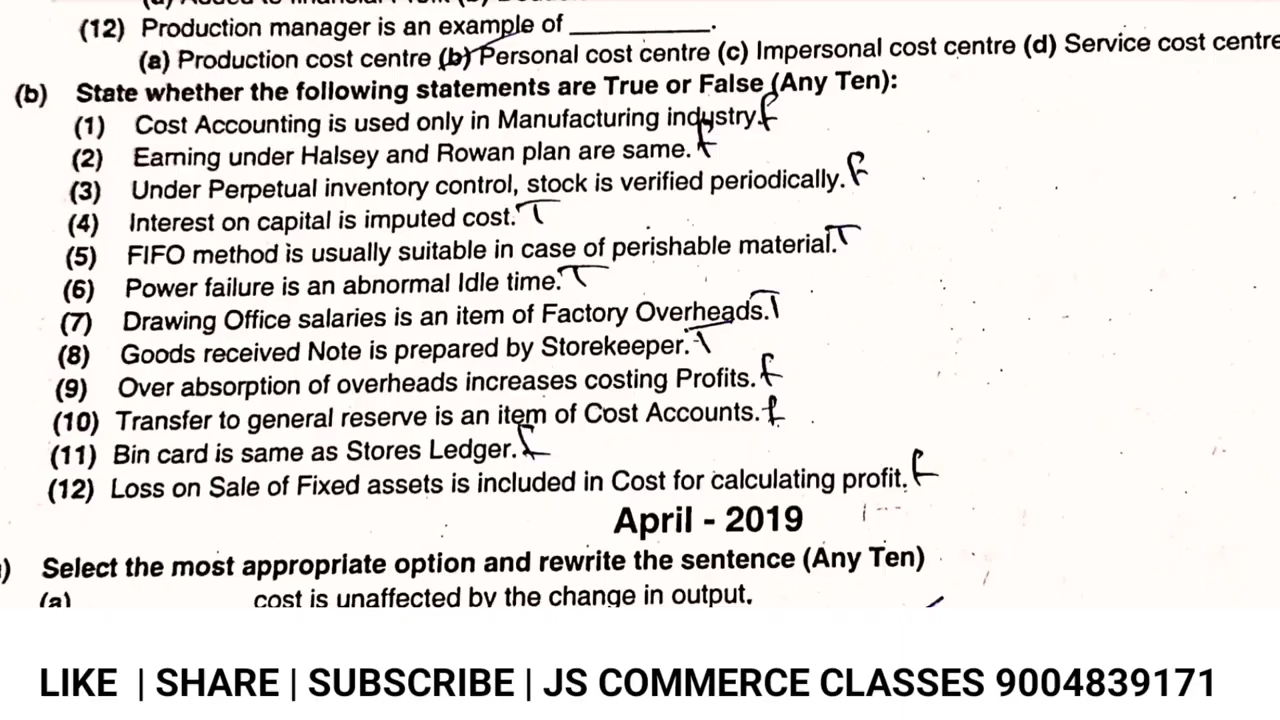 (12) Production manager is an example of ___________.
(a) Production cost centre (b) Personal cost centre (c) Impersonal cost centre (d) Service cost centre
(b) State whether the following statements are True or False (Any Ten):
(1) Cost Accounting is used only in Manufacturing industry. F
(2) Earning under Halsey and Rowan plan are same. F
(3) Under Perpetual inventory control, stock is verified periodically. F
(4) Interest on capital is imputed cost. T
(5) FIFO method is usually suitable in case of perishable material. T
(6) Power failure is an abnormal Idle time. T
(7) Drawing Office salaries is an item of Factory Overheads. T
(8) Goods received Note is prepared by Storekeeper. T
(9) Over absorption of overheads increases costing Profits. F
(10) Transfer to general reserve is an item of Cost Accounts. F
(11) Bin card is same as Stores Ledger. F
(12) Loss on Sale of Fixed assets is included in Cost for calculating profit. F
April - 2019
) Select the most appropriate option and rewrite the sentence (Any Ten)
(a) cost is unaffected by the change in output.
LIKE | SHARE | SUBSCRIBE | JS COMMERCE CLASSES 9004839171